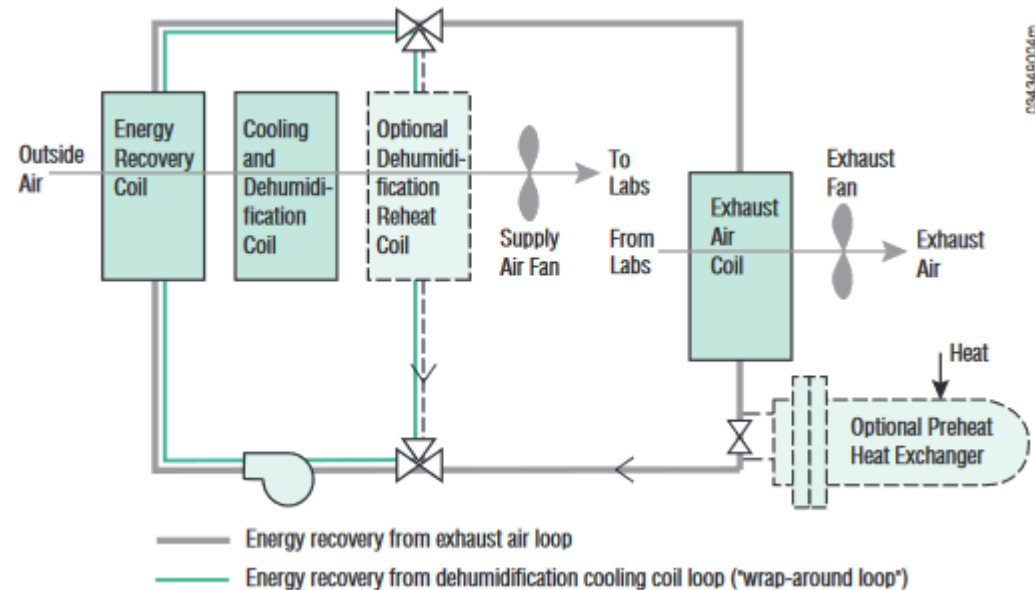 Outside
Air
Energy
Recovery
Coil
Cooling
and
Dehumidi-
fication
Coil
Optional
Dehumidi-
fication
Reheat
Coil
Supply
Air Fan
To
Labs
From
Labs
Exhaust
Air
Coil
Exhaust
Fan
Exhaust
Air
Heat
Optional Preheat
Heat Exchanger
Energy recovery from exhaust air loop
Energy recovery from dehumidification cooling coil loop ("wrap-around loop")